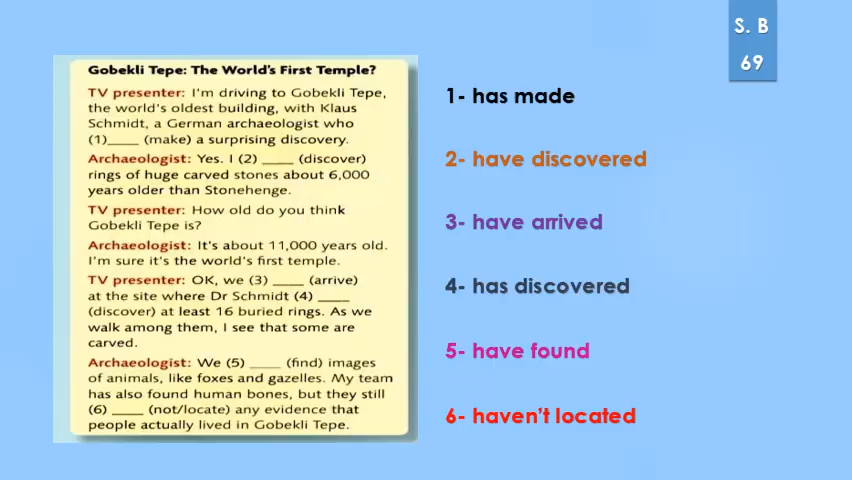 S. B
69
Gobekli Tepe: The World's First Temple?
TV presenter: I'm driving to Gobekli Tepe,
the world's oldest building, with Klaus
Schmidt, a German archaeologist who
(1)____ (make) a surprising discovery.
Archaeologist: Yes. I (2) ____ (discover)
rings of huge carved stones about 6,000
years older than Stonehenge.
TV presenter: How old do you think
Gobekli Tepe is?
Archaeologist: It's about 11,000 years old.
I'm sure it's the world's first temple.
TV presenter: OK, we (3) ____ (arrive)
at the site where Dr Schmidt (4) ____
(discover) at least 16 buried rings. As we
walk among them, I see that some are
carved.
Archaeologist: We (5) ____ (find) images
of animals, like foxes and gazelles. My team
has also found human bones, but they still
(6) ____ (not/locate) any evidence that
people actually lived in Gobekli Tepe.
1- has made
2- have discovered
3- have arrived
4- has discovered
5- have found
6- haven't located